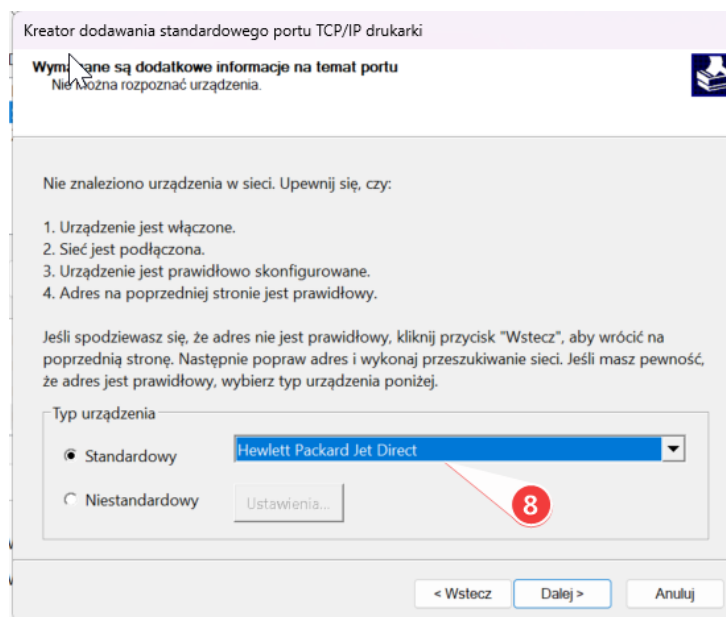 Kreator dodawania standardowego portu TCP/IP drukarki
są dodatkowe informacje na temat portu
rozpoznać urządzenia.
Nie znaleziono urządzenia w sieci. Upewnij się, czy:
1. Urządzenie jest włączone.
2. Sieć jest podłączona.
3. Urządzenie jest prawidłowo skonfigurowane.
4. Adres na poprzedniej stronie jest prawidłowy.
Jeśli spodziewasz się, że adres nie jest prawidłowy, kliknij przycisk "Wstecz", aby wrócić na
poprzednią stronę. Następnie popraw adres i wykonaj przeszukiwanie sieci. Jeśli masz pewność,
że adres jest prawidłowy, wybierz typ urządzenia poniżej.
Typ urządzenia
Standardowy
Hewlett Packard Jet Direct
Niestandardowy
Ustawienia...
8
< Wstecz
Dalej >
Anuluj